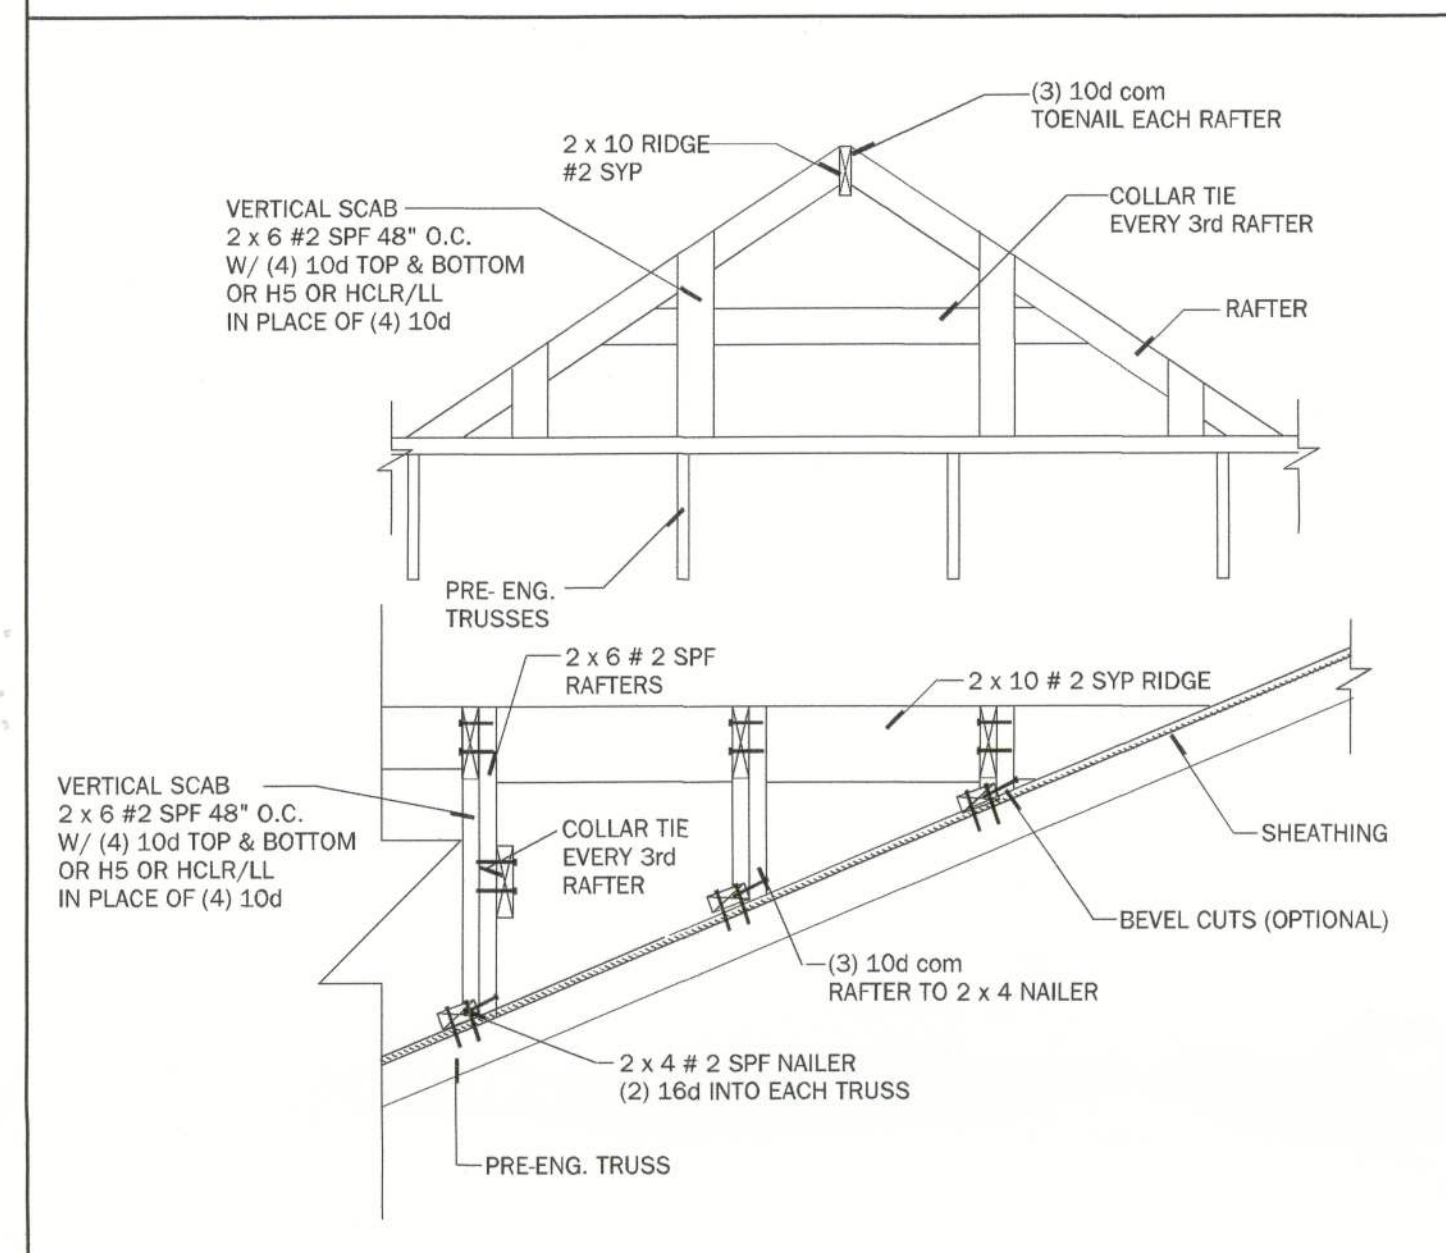 (3) 10d com
TOENAIL EACH RAFTER
2 x 10 RIDGE
#2 SYP
COLLAR TIE
EVERY 3rd RAFTER
VERTICAL SCAB
2 x 6 #2 SPF 48" O.C.
W/ (4) 10d TOP & BOTTOM
OR H5 OR HCLR/LL
IN PLACE OF (4) 10d
RAFTER
PRE- ENG.
TRUSSES
2 x 6 # 2 SPF
RAFTERS
2 x 10 # 2 SYP RIDGE
VERTICAL SCAB
2 x 6 #2 SPF 48" O.C.
W/ (4) 10d TOP & BOTTOM
OR H5 OR HCLR/LL
IN PLACE OF (4) 10d
COLLAR TIE
EVERY 3rd
RAFTER
SHEATHING
BEVEL CUTS (OPTIONAL)
(3) 10d com
RAFTER TO 2 x 4 NAILER
2 x 4 # 2 SPF NAILER
(2) 16d INTO EACH TRUSS
PRE-ENG. TRUSS